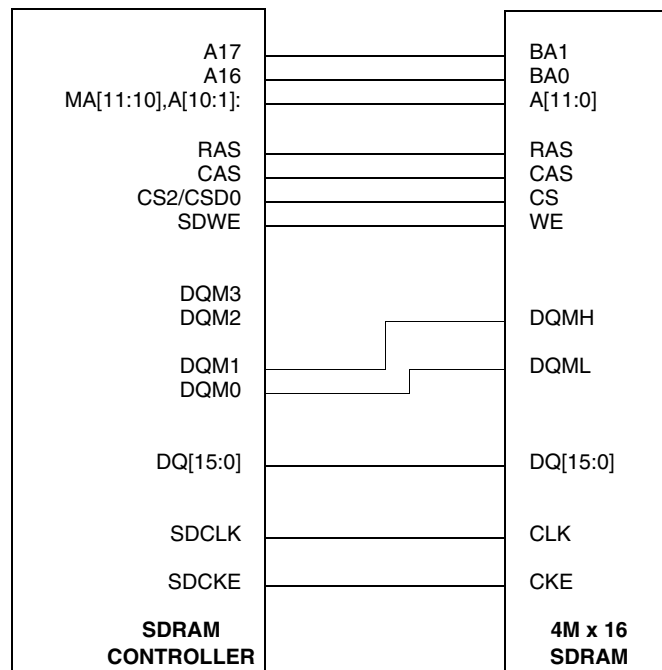 A17 BA1
A16 BA0
MA[11:10],A[10:1]: A[11:0]
RAS RAS
CAS CAS
CS2/CSD0 CS
SDWE WE
DQM3
DQM2 DQMH
DQM1 DQML
DQM0
DQ[15:0] DQ[15:0]
SDCLK CLK
SDCKE CKE
SDRAM 4M x 16
CONTROLLER SDRAM